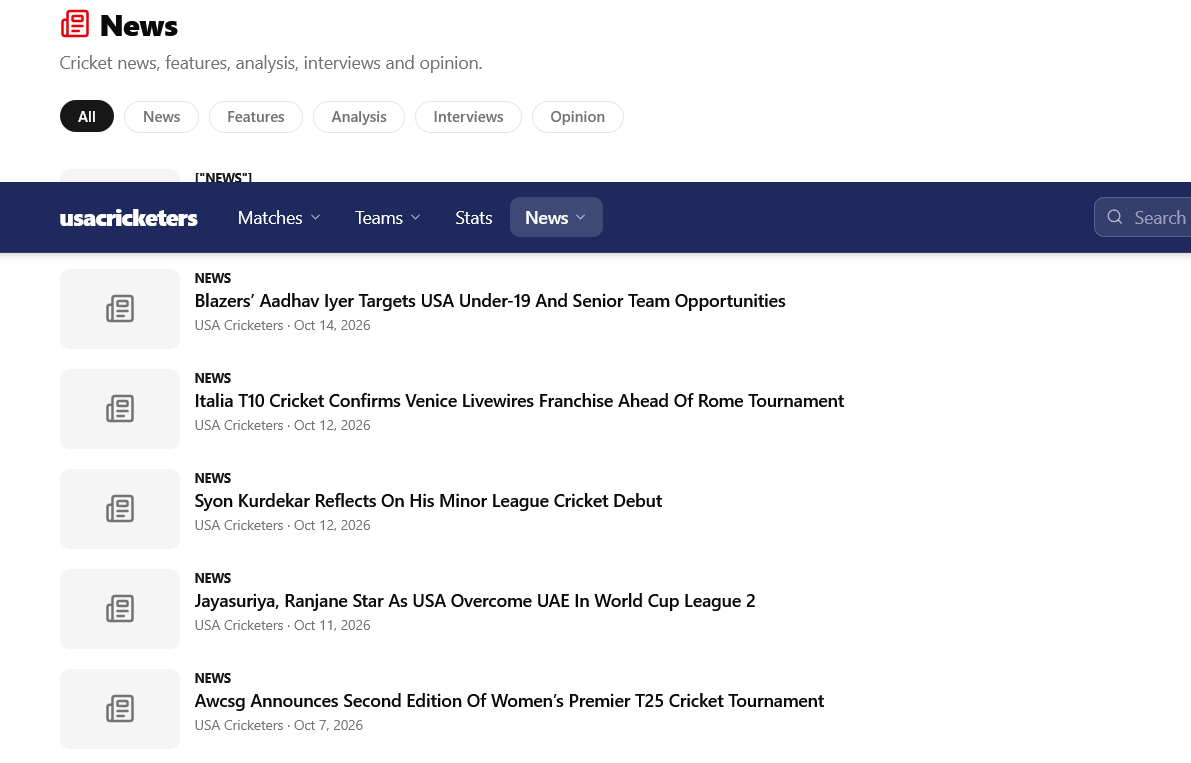 News
Cricket news, features, analysis, interviews and opinion.
All News Features Analysis Interviews Opinion
["NEWS"]
usacricketers Matches Teams Stats News Search
NEWS
Blazers’ Aadhav Iyer Targets USA Under-19 And Senior Team Opportunities
USA Cricketers · Oct 14, 2026
NEWS
Italia T10 Cricket Confirms Venice Livewires Franchise Ahead Of Rome Tournament
USA Cricketers · Oct 12, 2026
NEWS
Syon Kurdekar Reflects On His Minor League Cricket Debut
USA Cricketers · Oct 12, 2026
NEWS
Jayasuriya, Ranjane Star As USA Overcome UAE In World Cup League 2
USA Cricketers · Oct 11, 2026
NEWS
Awcsg Announces Second Edition Of Women’s Premier T25 Cricket Tournament
USA Cricketers · Oct 7, 2026